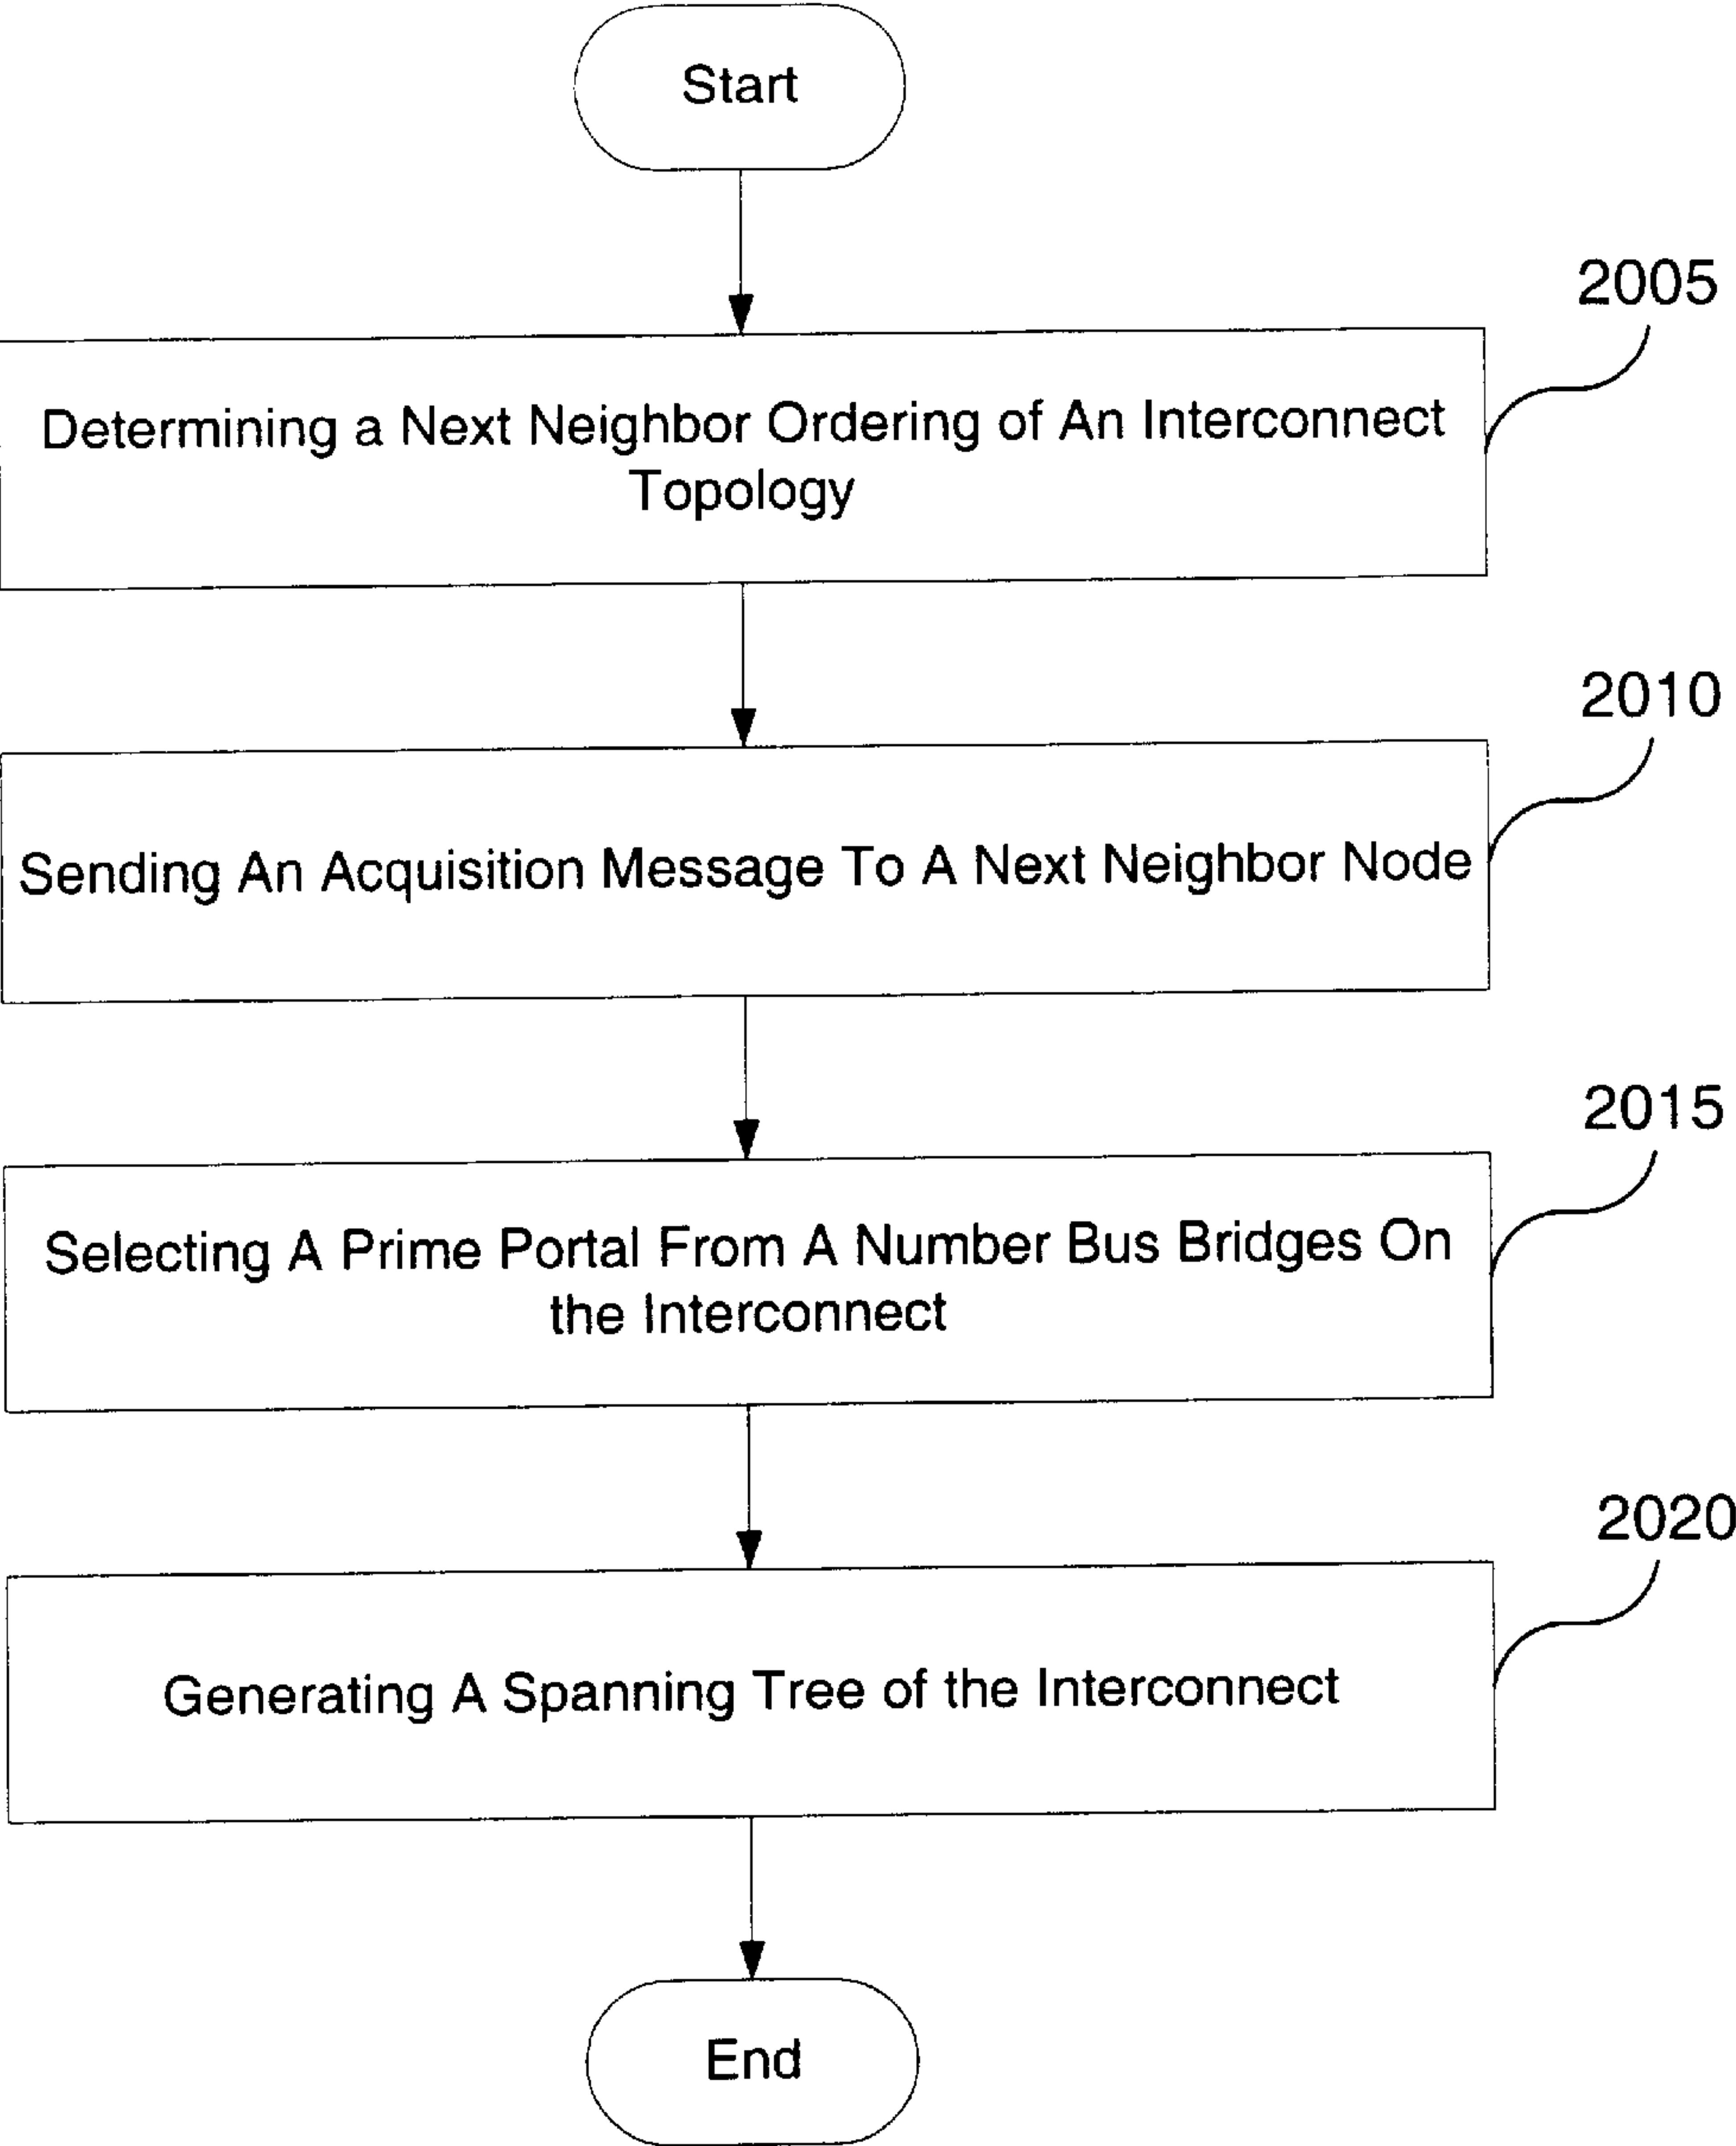 Start
2005
Determining a Next Neighbor Ordering of An Interconnect
Topology
2010
Sending An Acquisition Message To A Next Neighbor Node
2015
Selecting A Prime Portal From A Number Bus Bridges On
the Interconnect
2020
Generating A Spanning Tree of the Interconnect
End